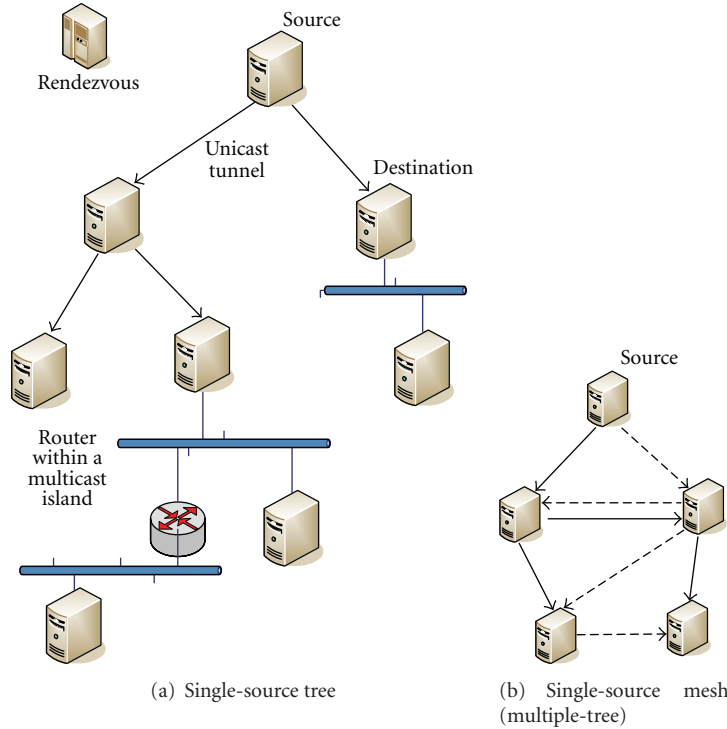 Source
Rendezvous
Unicast
tunnel
Destination
Router
within a
multicast
island
(a) Single-source tree
Source
(b) Single-source mesh
(multiple-tree)